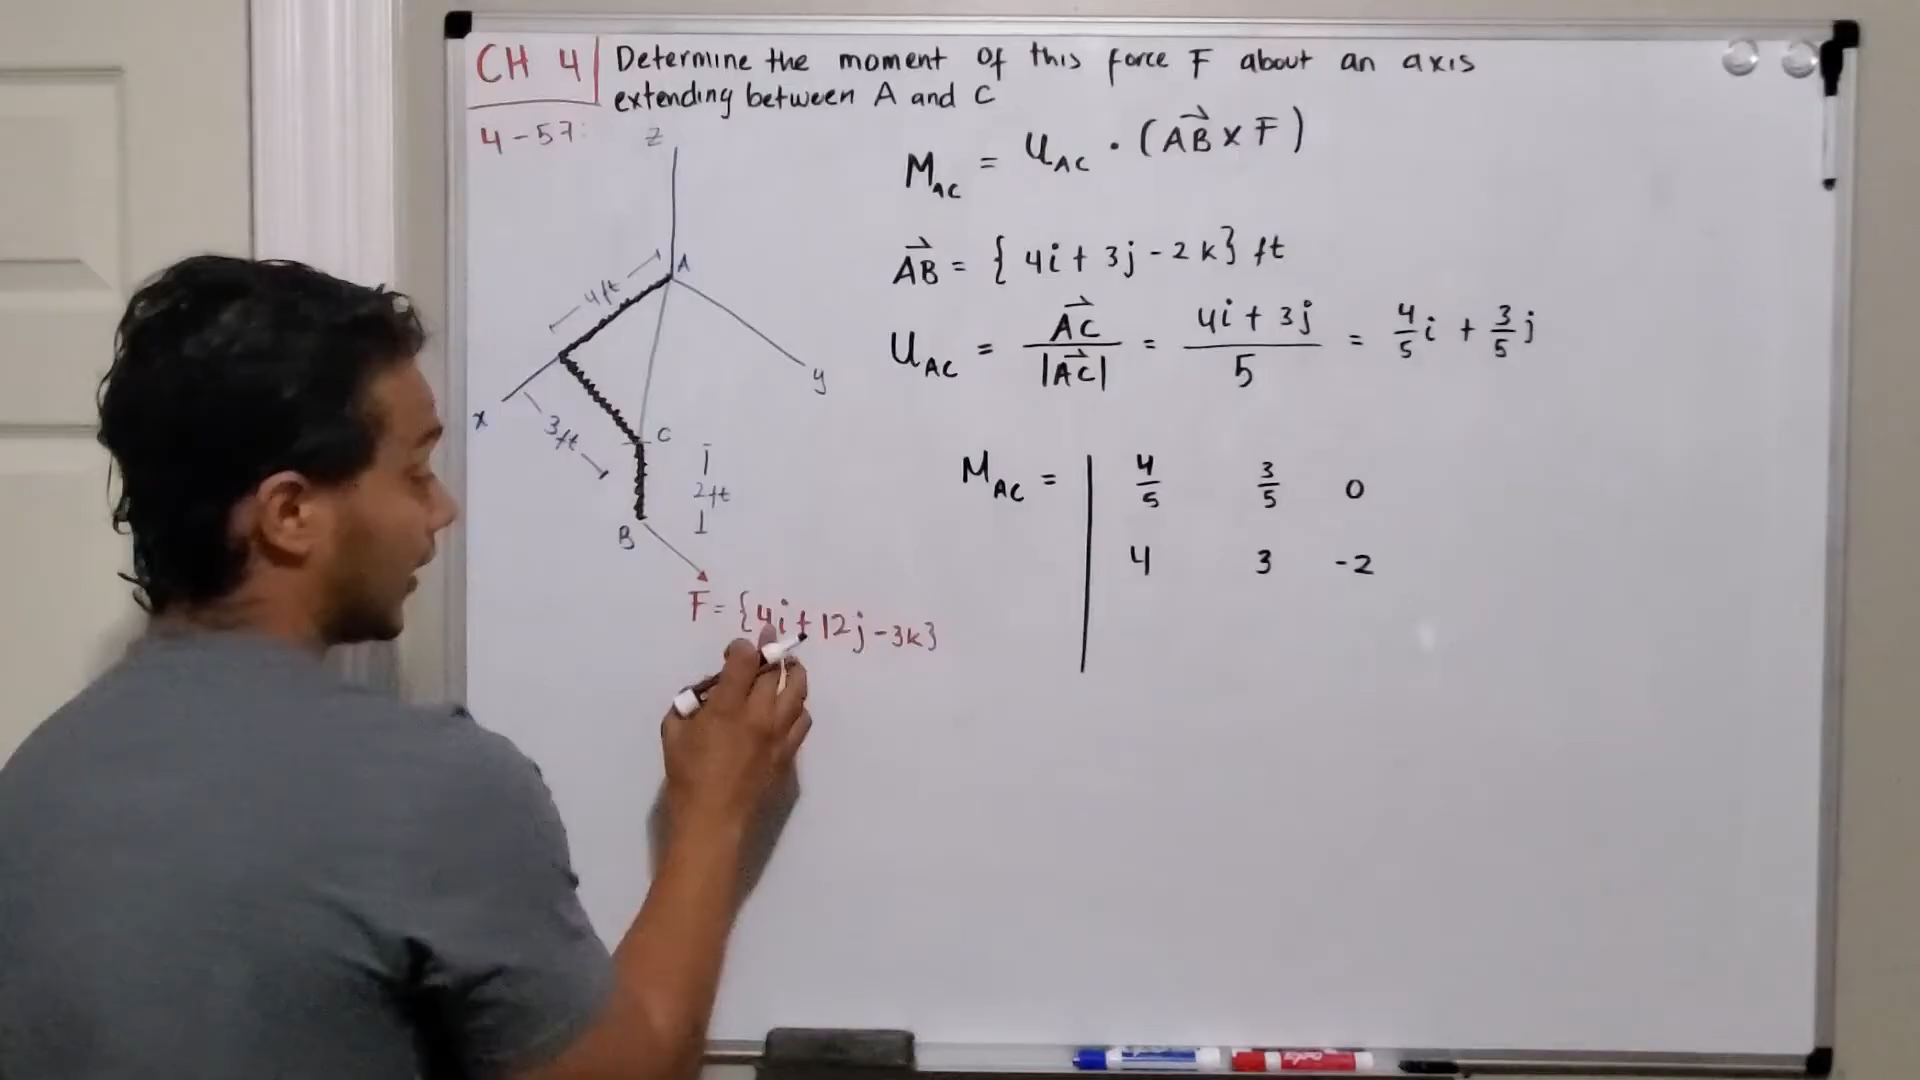 CH 4
Determine the moment of this force F about an axis
extending between A and C
4-57:
z
A
4ft
x
y
3ft
C
2ft
B
F = {4i + 12j - 3k}
M_AC = U_AC · (AB x F)
AB = { 4i + 3j - 2k } ft
U_AC = AC / |AC| = 4i + 3j / 5 = 4/5 i + 3/5 j
M_AC = | 4/5 3/5 0
4 3 -2